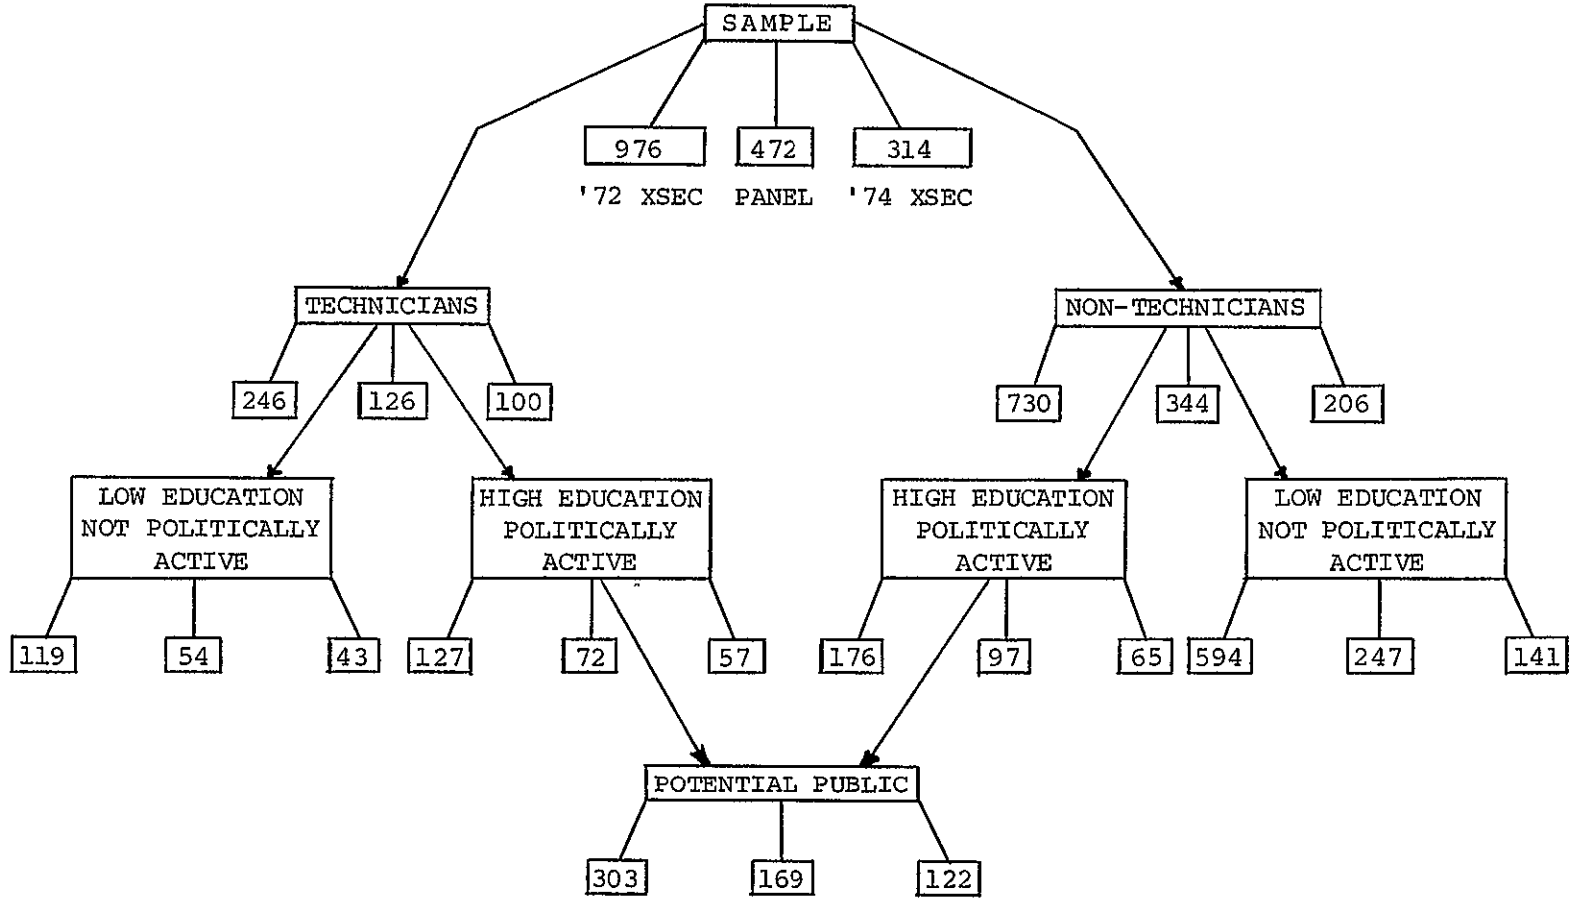 SAMPLE
976 472 314
'72 XSEC PANEL '74 XSEC
TECHNICIANS
NON-TECHNICIANS
246 126 100
730 344 206
LOW EDUCATION
NOT POLITICALLY
ACTIVE
HIGH EDUCATION
POLITICALLY
ACTIVE
HIGH EDUCATION
POLITICALLY
ACTIVE
LOW EDUCATION
NOT POLITICALLY
ACTIVE
119 54 43
127 72 57
176 97 65
594 247 141
POTENTIAL PUBLIC
303 169 122